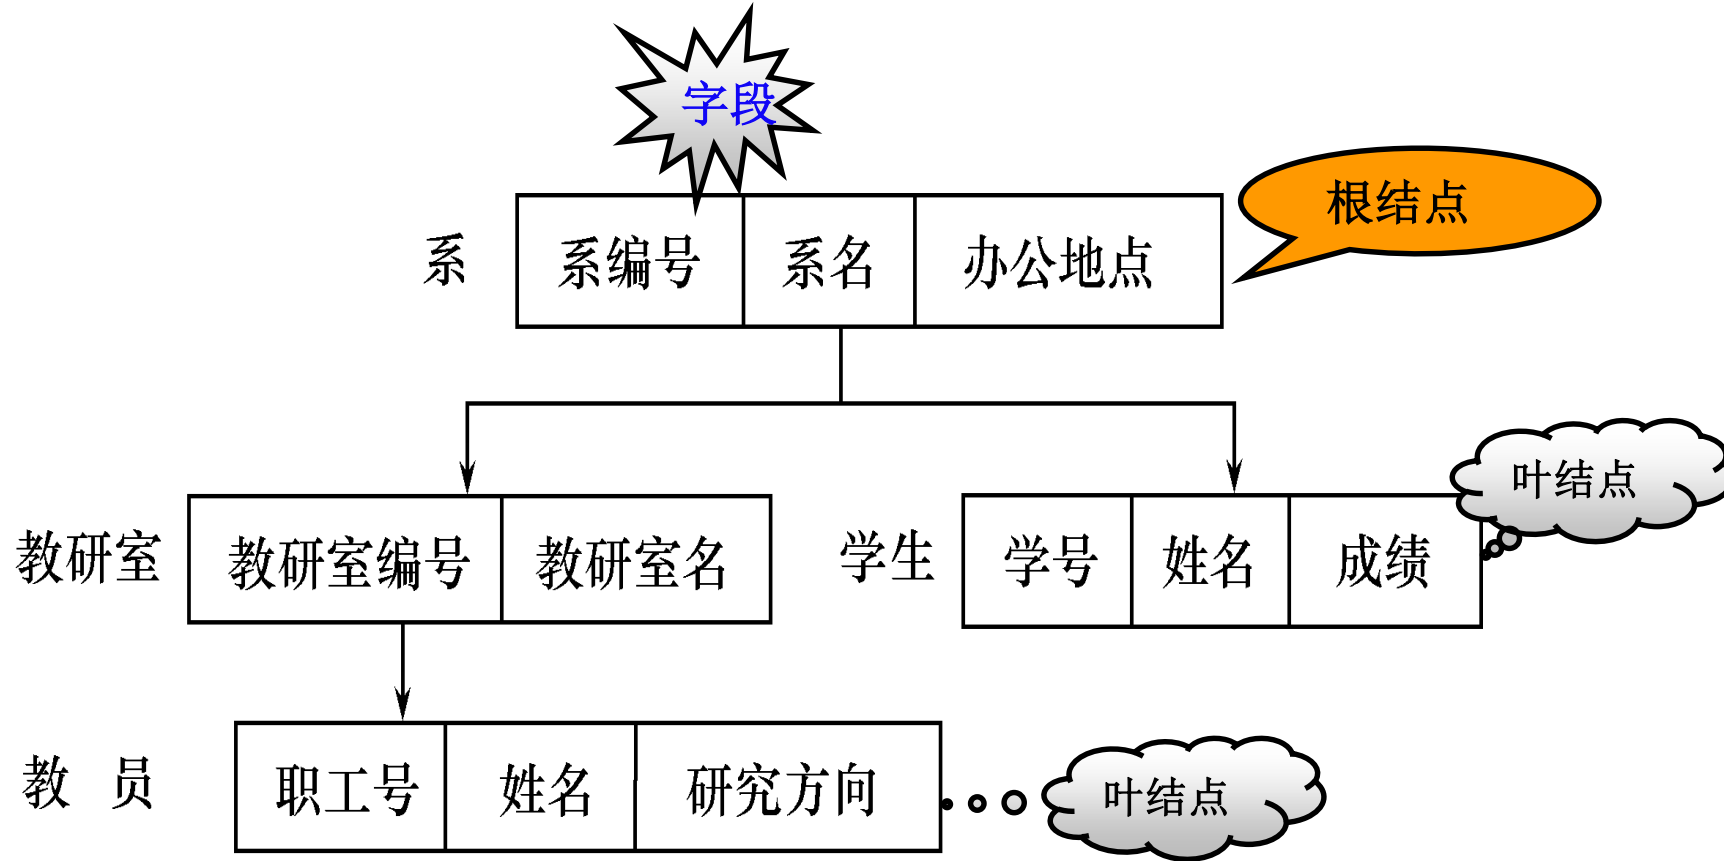 字段
根结点
系 系编号 系名 办公地点
叶结点
教研室 教研室编号 教研室名 学生 学号 姓名 成绩
教 员 职工号 姓名 研究方向 叶结点